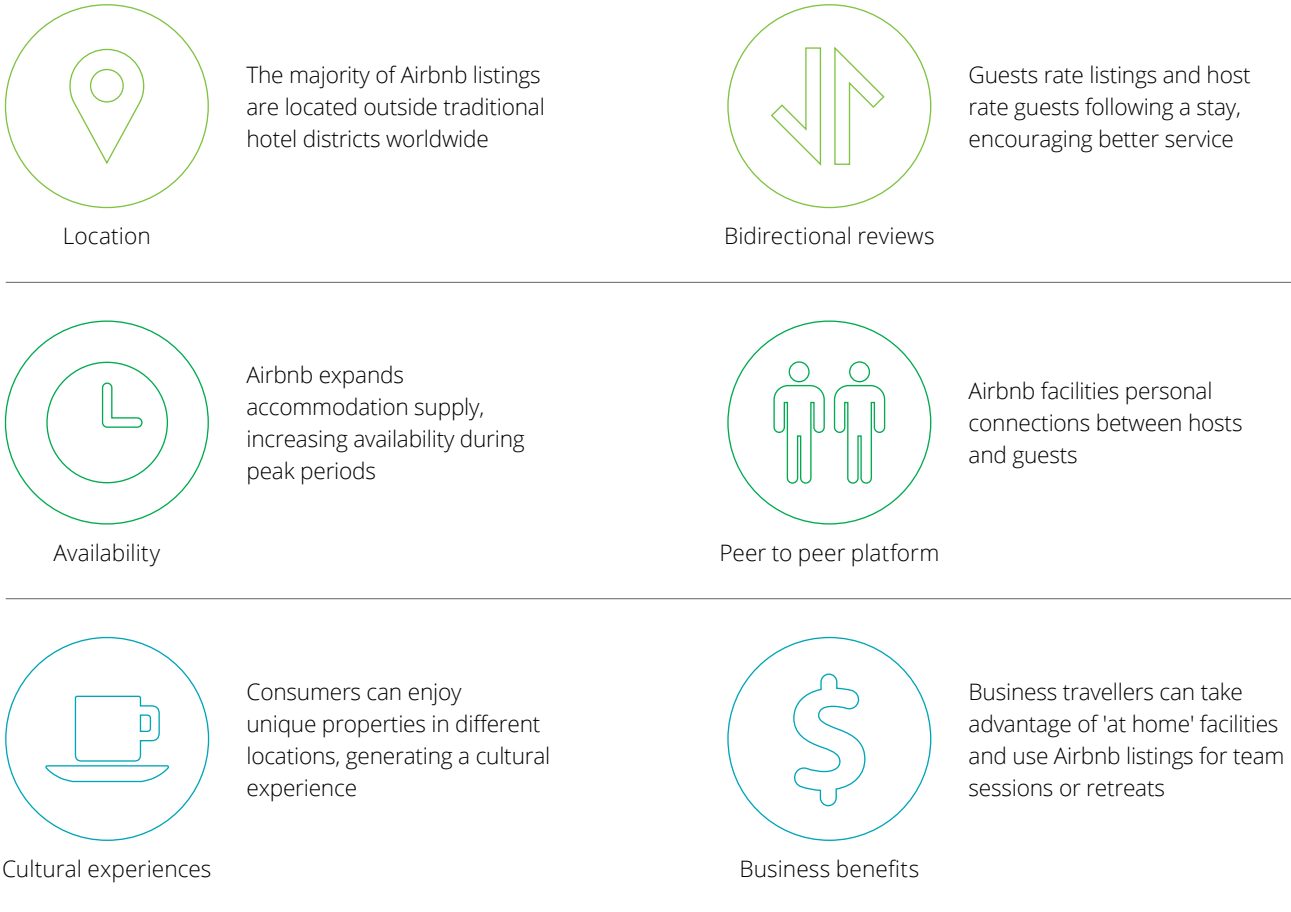 The majority of Airbnb listings
are located outside traditional
hotel districts worldwide
Location
Guests rate listings and host
rate guests following a stay,
encouraging better service
Bidirectional reviews
Airbnb expands
accommodation supply,
increasing availability during
peak periods
Availability
Airbnb facilities personal
connections between hosts
and guests
Peer to peer platform
Consumers can enjoy
unique properties in different
locations, generating a cultural
experience
Cultural experiences
Business travellers can take
advantage of 'at home' facilities
and use Airbnb listings for team
sessions or retreats
Business benefits